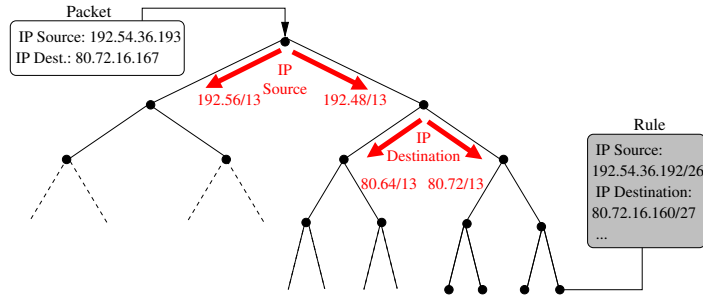 Packet
IP Source: 192.54.36.193
IP Dest.: 80.72.16.167
IP
Source
192.56/13
192.48/13
IP
Destination
80.64/13
80.72/13
Rule
IP Source:
192.54.36.192/26
IP Destination:
80.72.16.160/27
...